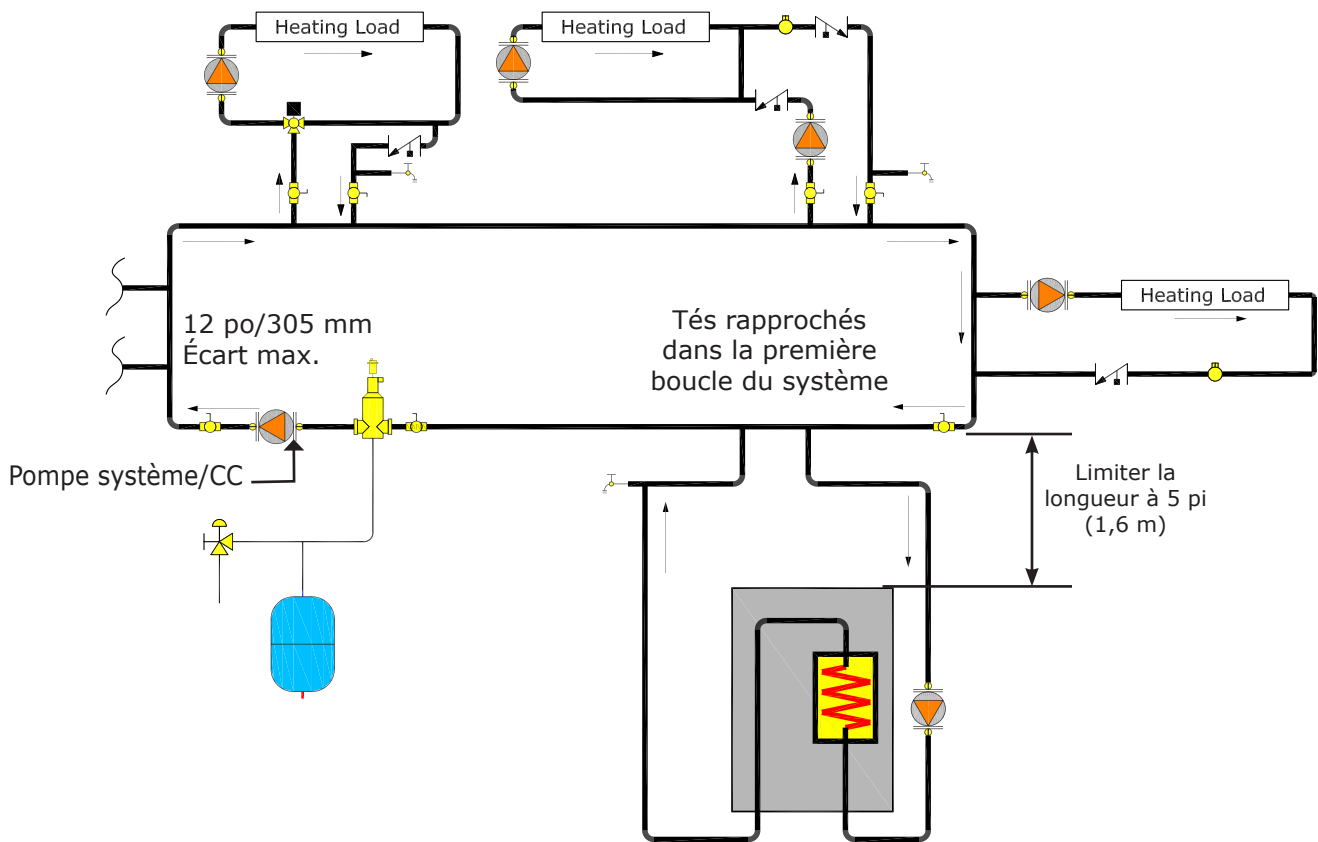 Heating Load
Heating Load
Heating Load
12 po/305 mm
Écart max.
Tés rapprochés
dans la première
boucle du système
Pompe système/CC
Limiter la
longueur à 5 pi
(1,6 m)